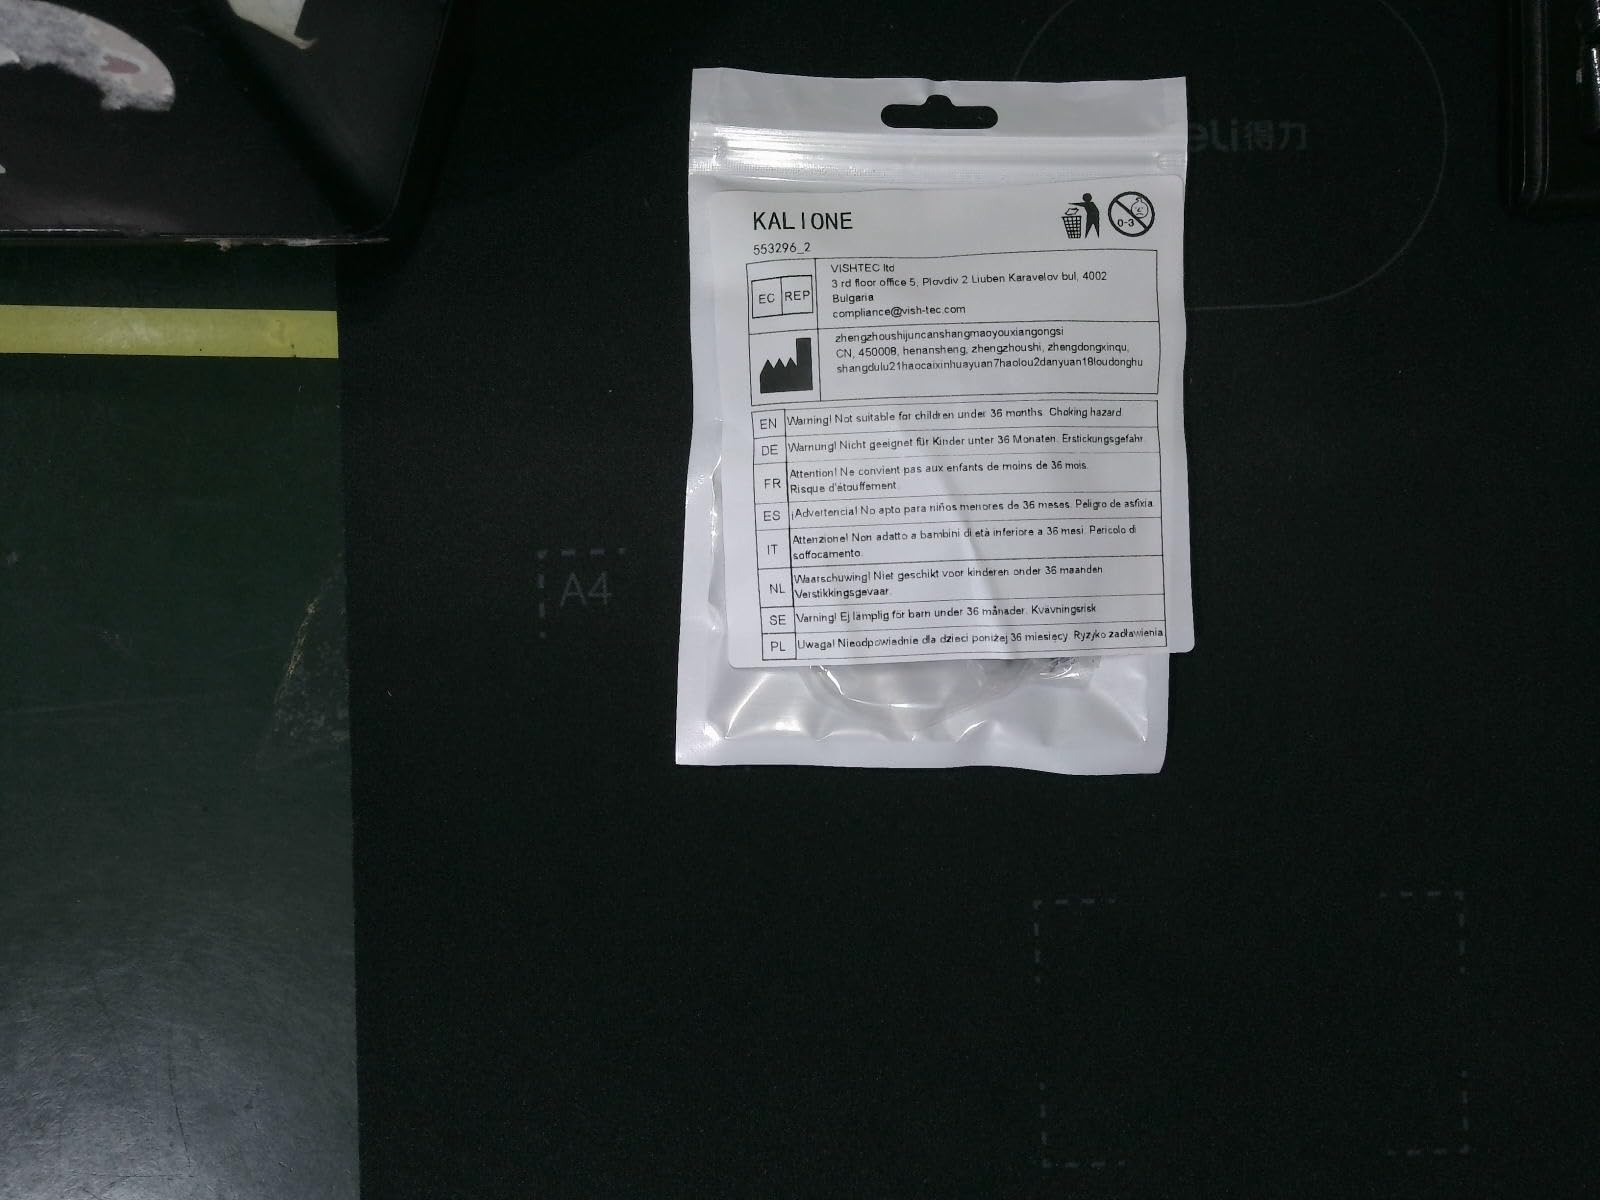 eli得力
KALIONE
0-3
553296_2
EC REP
VISHTEC ltd
3 rd floor office 5, Plovdiv 2 Liuben Karavelov bul, 4002
Bulgaria
compliance@vish-tec.com
zhengzhoushijuncanshangmaoyouxiangongsi
CN, 450008, henansheng, zhengzhoushi, zhengdongxinqu,
shangdulu21haocaixinhuayuan7haolou2danyuan18loudonghu
EN Warning! Not suitable for children under 36 months. Choking hazard
DE Warnung! Nicht geeignet für Kinder unter 36 Monaten. Erstickungsgefahr.
FR Attention! Ne convient pas aux enfants de moins de 36 mois.
Risque d'étouffement.
ES ¡Advertencia! No apto para niños menores de 36 meses. Peligro de asfixia.
IT Attenzione! Non adatto a bambini di età inferiore a 36 mesi. Pericolo di
soffocamento.
NL Waarschuwing! Niet geschikt voor kinderen onder 36 maanden
Verstikkingsgevaar.
SE Varning! Ej lämplig för barn under 36 månader. Kvävningsrisk
PL Uwaga! Nieodpowiednie dla dzieci poniżej 36 miesięcy. Ryzyko zadławienia
A4